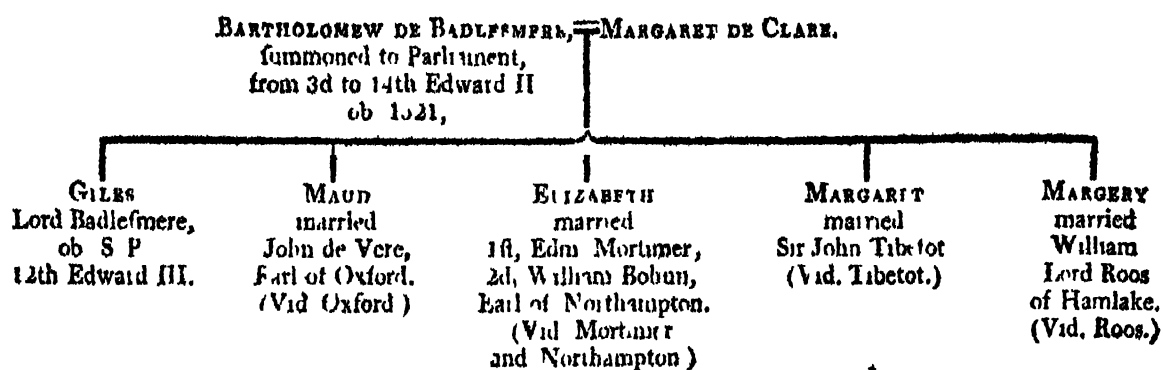 BARTHOLOMEW DE BADLESMERE, = MARGARET DE CLARE.
ſummoned to Parliament,
from 3d to 14th Edward II
ob 1321,
GILES
Lord Badleſmere,
ob S P
12th Edward III.
MAUD
married
John de Vere,
Earl of Oxford.
(Vid Oxford )
ELIZABETH
married
1ſt, Edm Mortimer,
2d, William Bohun,
Earl of Northampton.
(Vid Mortimer
and Northampton )
MARGARET
married
Sir John Tibetot
(Vid. Tibetot.)
MARGERY
married
William
Lord Roos
of Hamlake.
(Vid. Roos.)